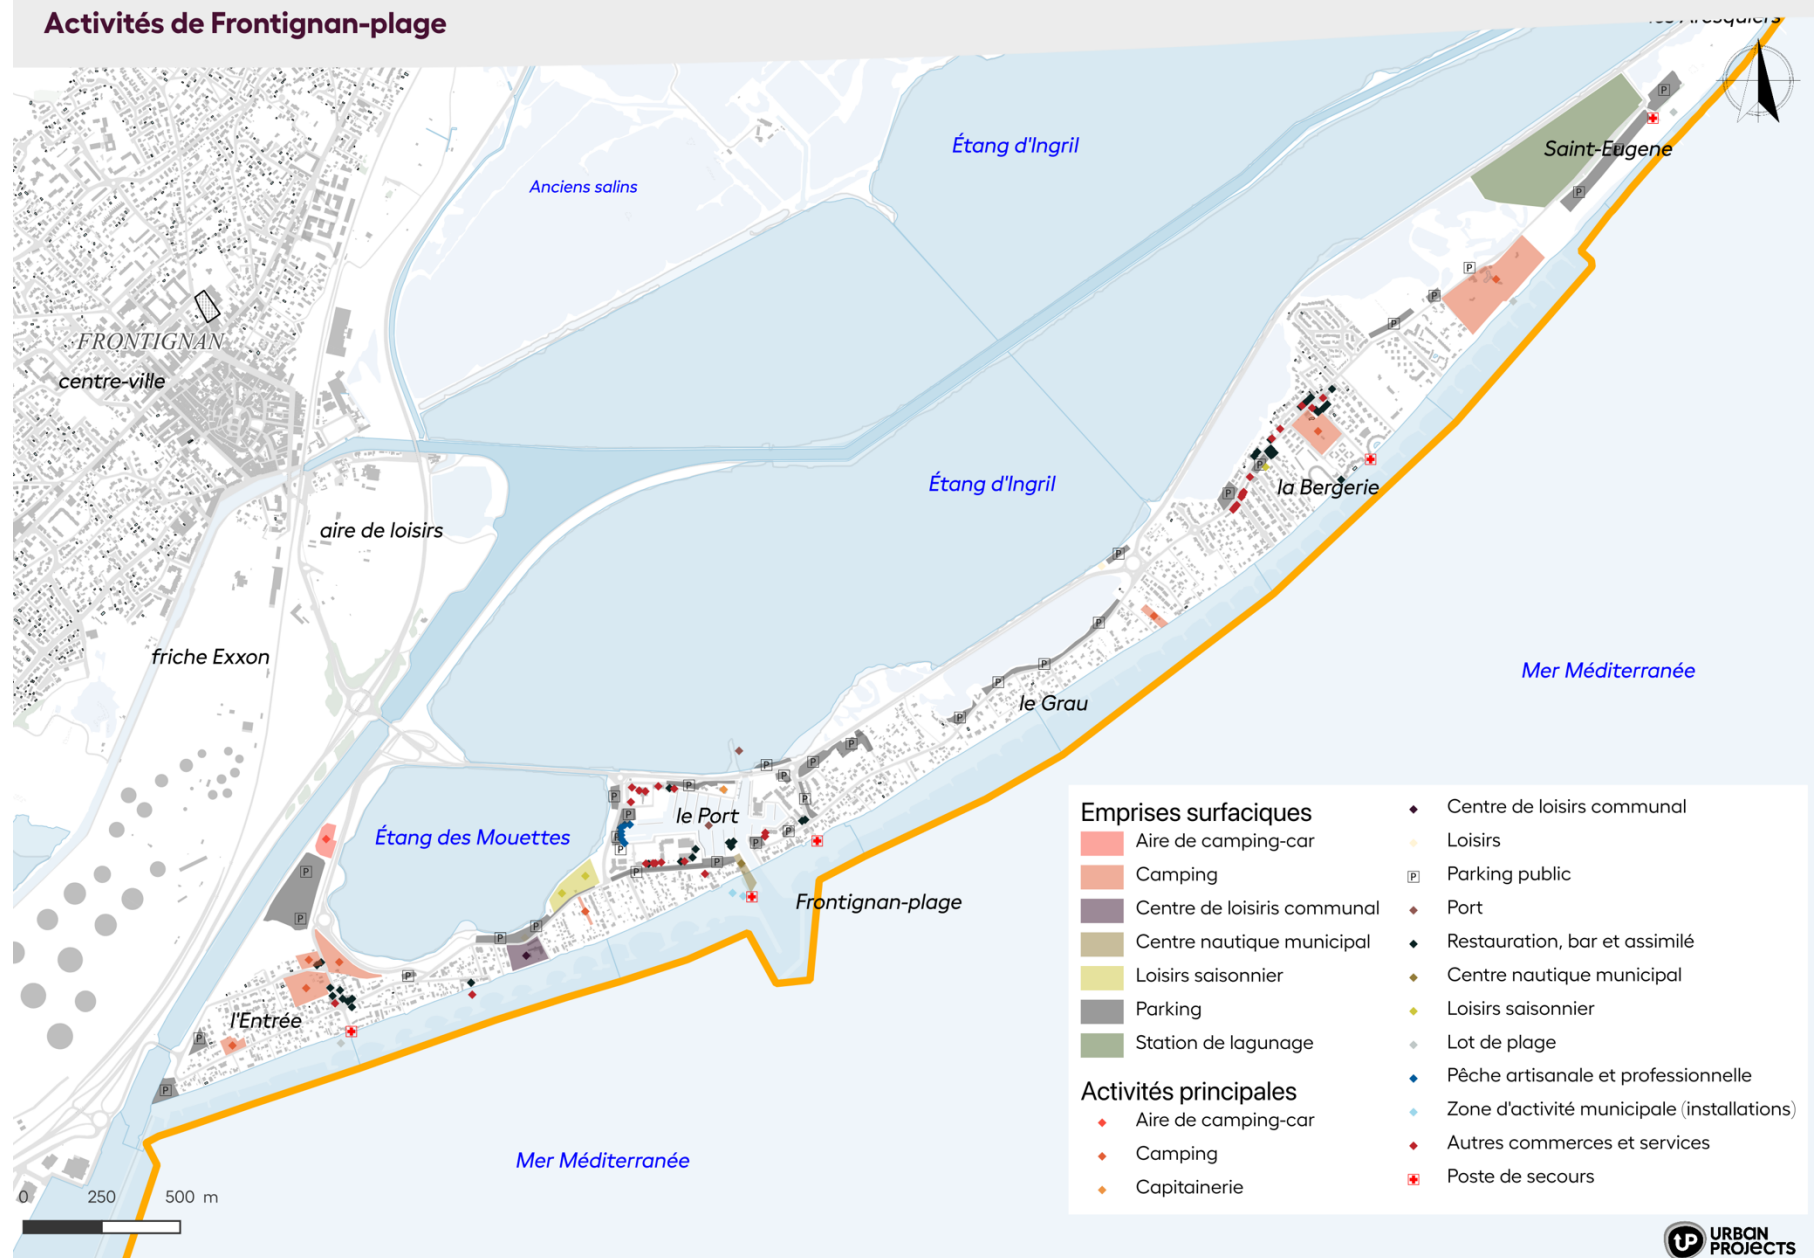 Activités de Frontignan-plage
Aresquiers
Étang d'Ingril
Saint-Eugene
Anciens salins
P
P
P
P
P
FRONTIGNAN
centre-ville
Étang d'Ingril
la Bergerie
aire de loisirs
P
P
P
P
friche Exxon
Mer Méditerranée
P
P
P
le Grau
P
P
P
P
P
P
P
le Port
P
P
P
P
P
P
P
P
Étang des Mouettes
P
P
Frontignan-plage
P
P
P
l'Entrée
P
P
Mer Méditerranée
0 250 500 m
Emprises surfaciques
Aire de camping-car
Camping
Centre de loisiris communal
Centre nautique municipal
Loisirs saisonnier
Parking
Station de lagunage
Activités principales
Aire de camping-car
Camping
Capitainerie
Centre de loisirs communal
Loisirs
P Parking public
Port
Restauration, bar et assimilé
Centre nautique municipal
Loisirs saisonnier
Lot de plage
Pêche artisanale et professionnelle
Zone d'activité municipale (installations)
Autres commerces et services
Poste de secours
UP URBAN
PROJECTS